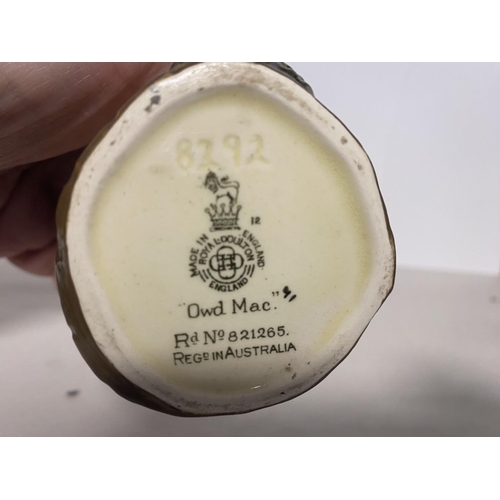 8292
12
MADE IN ENGLAND
ROYAL DOULTON
ENGLAND
"Owd Mac."
Rd No 821265.
REGD IN AUSTRALIA